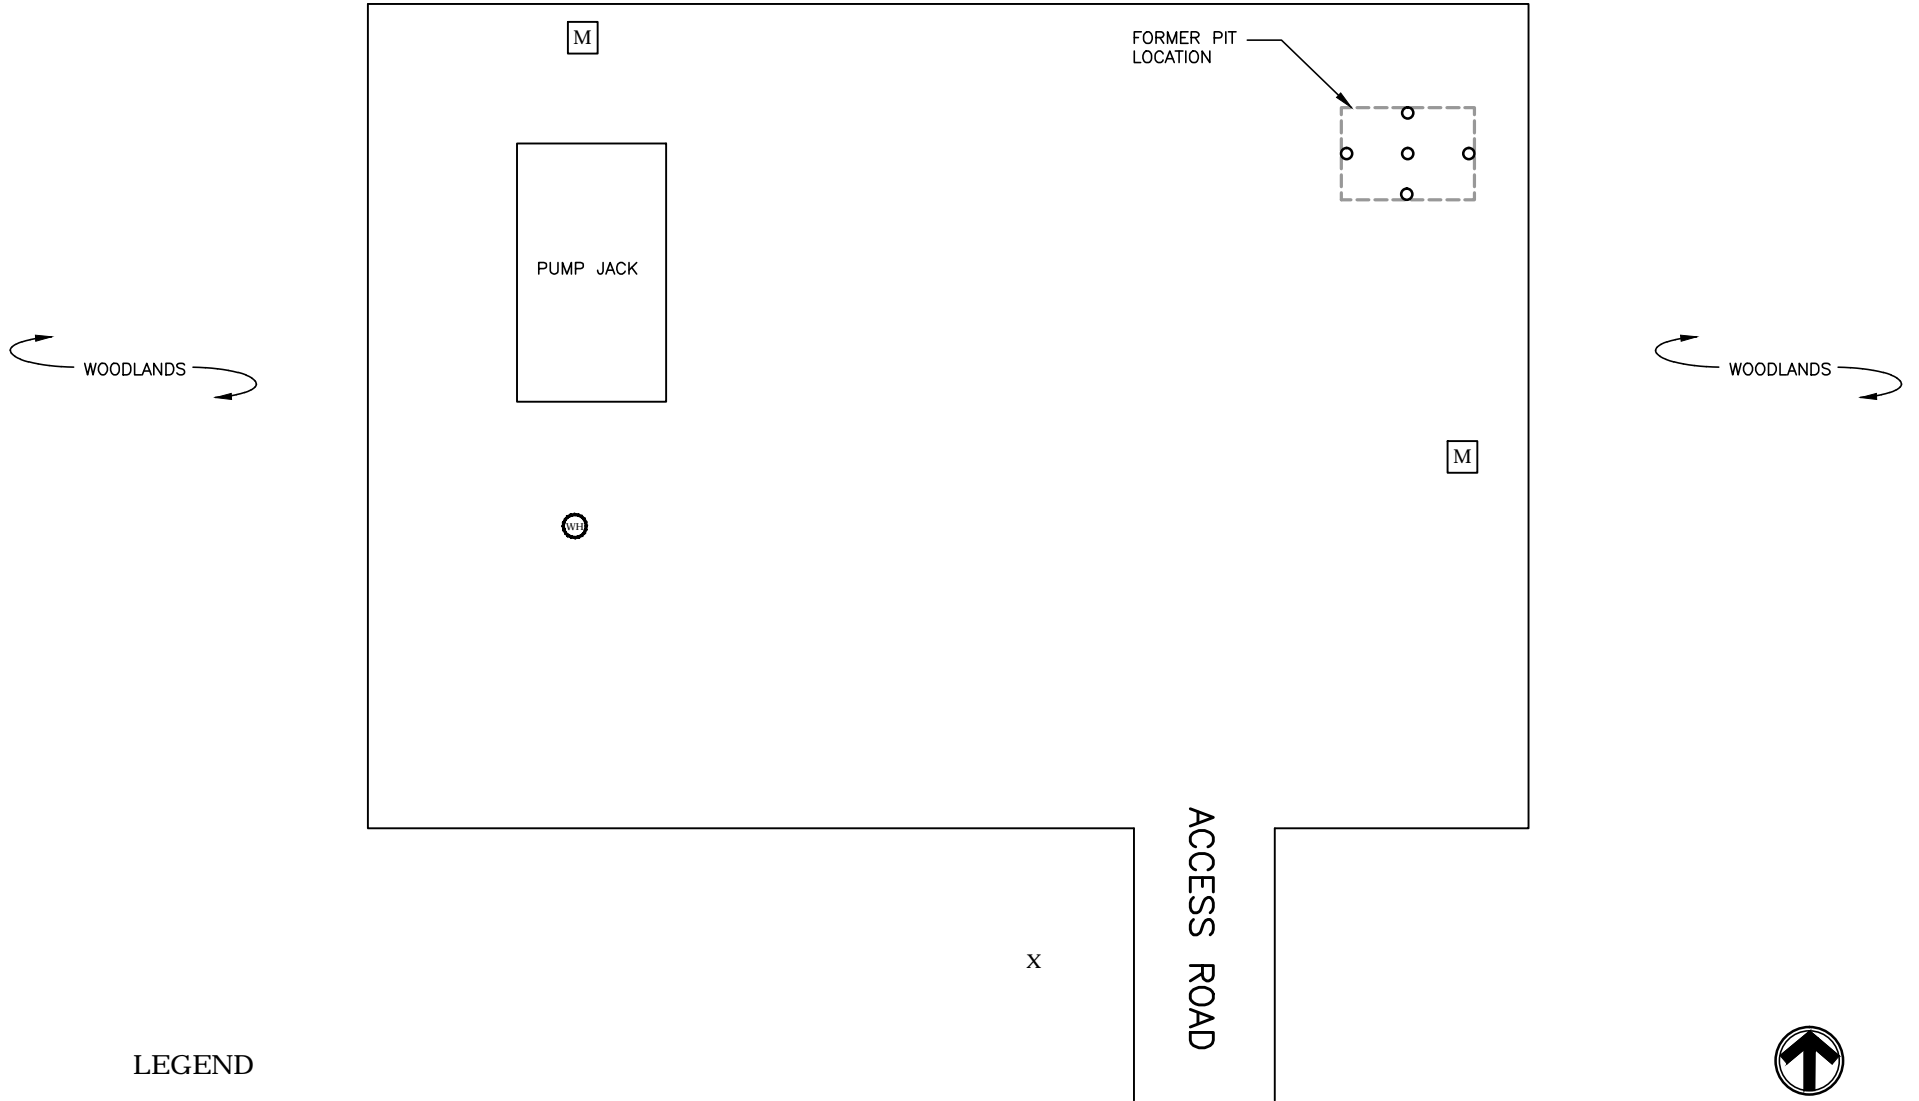 M
FORMER PIT
LOCATION
PUMP JACK
WOODLANDS
WOODLANDS
M
WH
ACCESS ROAD
X
LEGEND